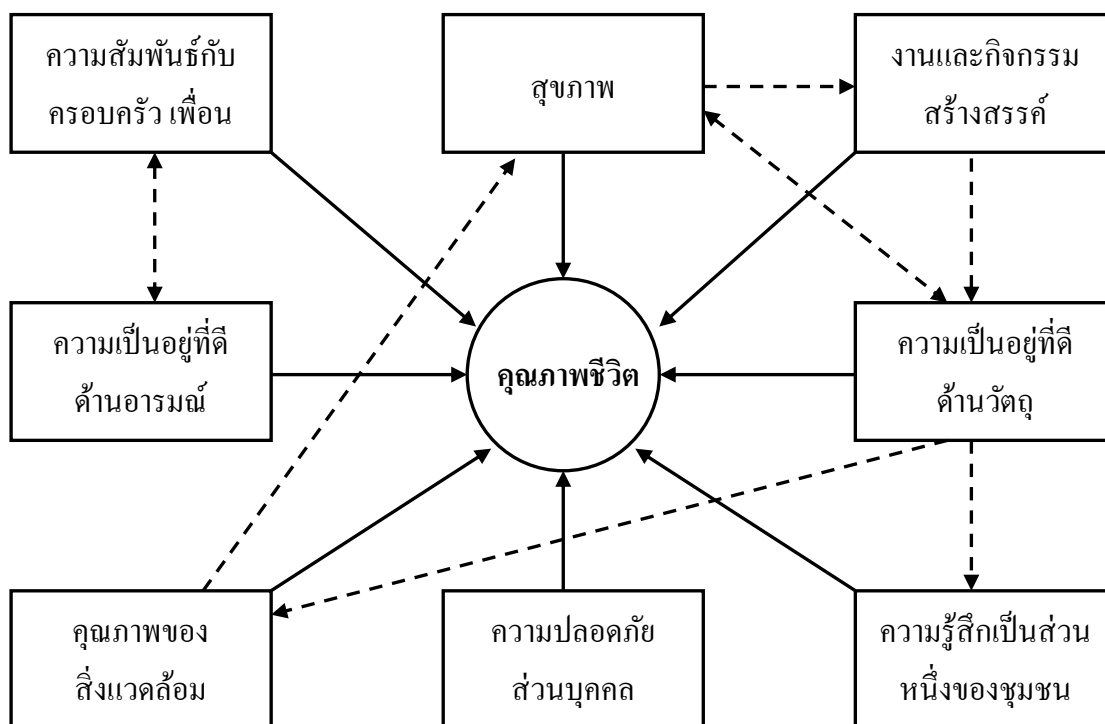 ความสัมพันธ์กับ
ครอบครัว เพื่อน
สุขภาพ
งานและกิจกรรม
สร้างสรรค์
ความเป็นอยู่ที่ดี
ด้านอารมณ์
คุณภาพชีวิต
ความเป็นอยู่ที่ดี
ด้านวัตถุ
คุณภาพของ
สิ่งแวดล้อม
ความปลอดภัย
ส่วนบุคคล
ความรู้สึกเป็นส่วน
หนึ่งของชุมชน